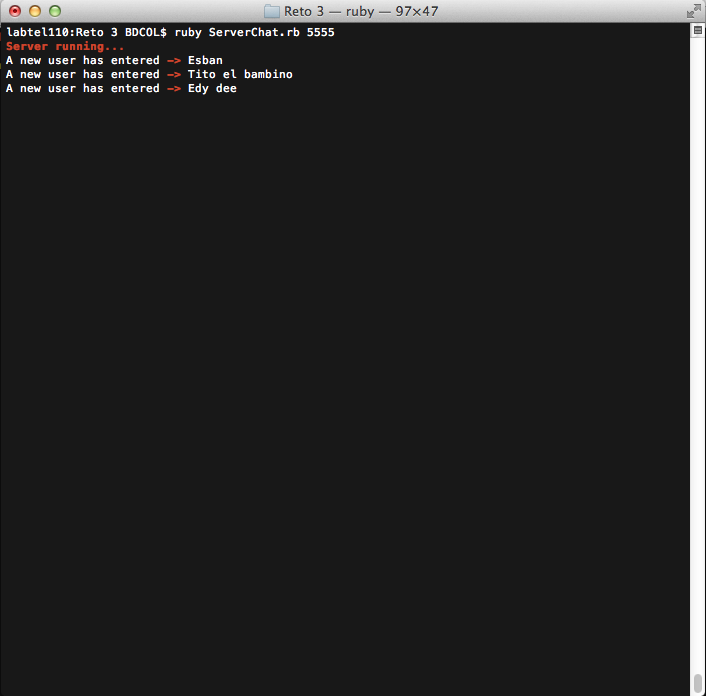 Reto 3 — ruby — 97×47
labtel110:Reto 3 BDCOL$ ruby ServerChat.rb 5555
Server running...
A new user has entered -> Esban
A new user has entered -> Tito el bambino
A new user has entered -> Edy dee